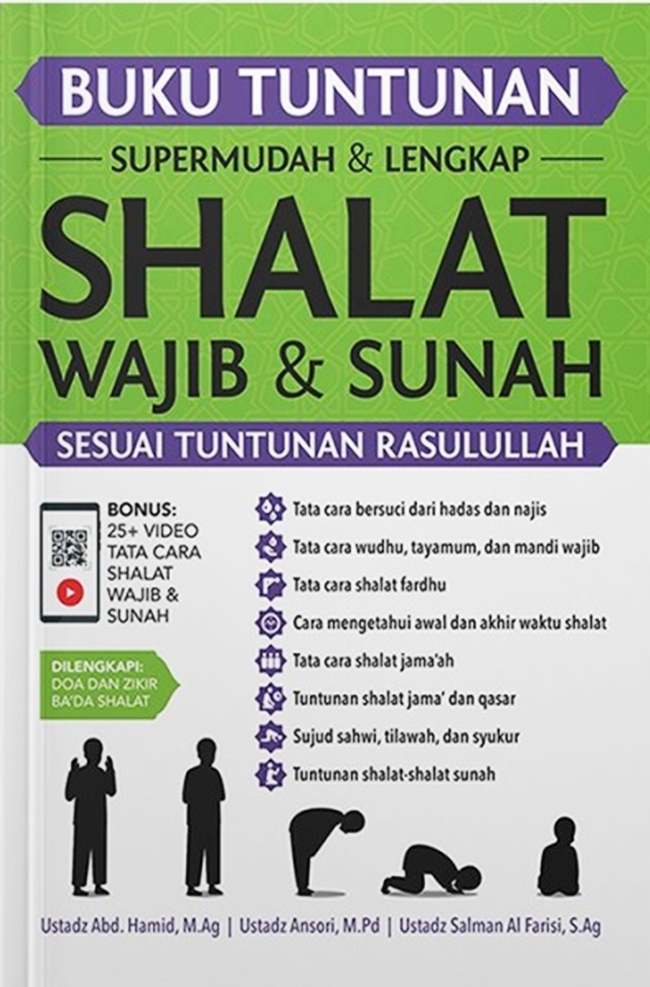 BUKU TUNTUNAN
SUPERMUDAH & LENGKAP
SHALAT
WAJIB & SUNAH
SESUAI TUNTUNAN RASULULLAH
BONUS:
25+ VIDEO
TATA CARA
SHALAT
WAJIB &
SUNAH
DILENGKAPI:
DOA DAN ZIKIR
BA'DA SHALAT
Tata cara bersuci dari hadas dan najis
Tata cara wudhu, tayamum, dan mandi wajib
Tata cara shalat fardhu
Cara mengetahui awal dan akhir waktu shalat
Tata cara shalat jama'ah
Tuntunan shalat jama' dan qasar
Sujud sahwi, tilawah, dan syukur
Tuntunan shalat-shalat sunah
Ustadz Abd. Hamid, M.Ag | Ustadz Ansori, M.Pd | Ustadz Salman Al Farisi, S.Ag